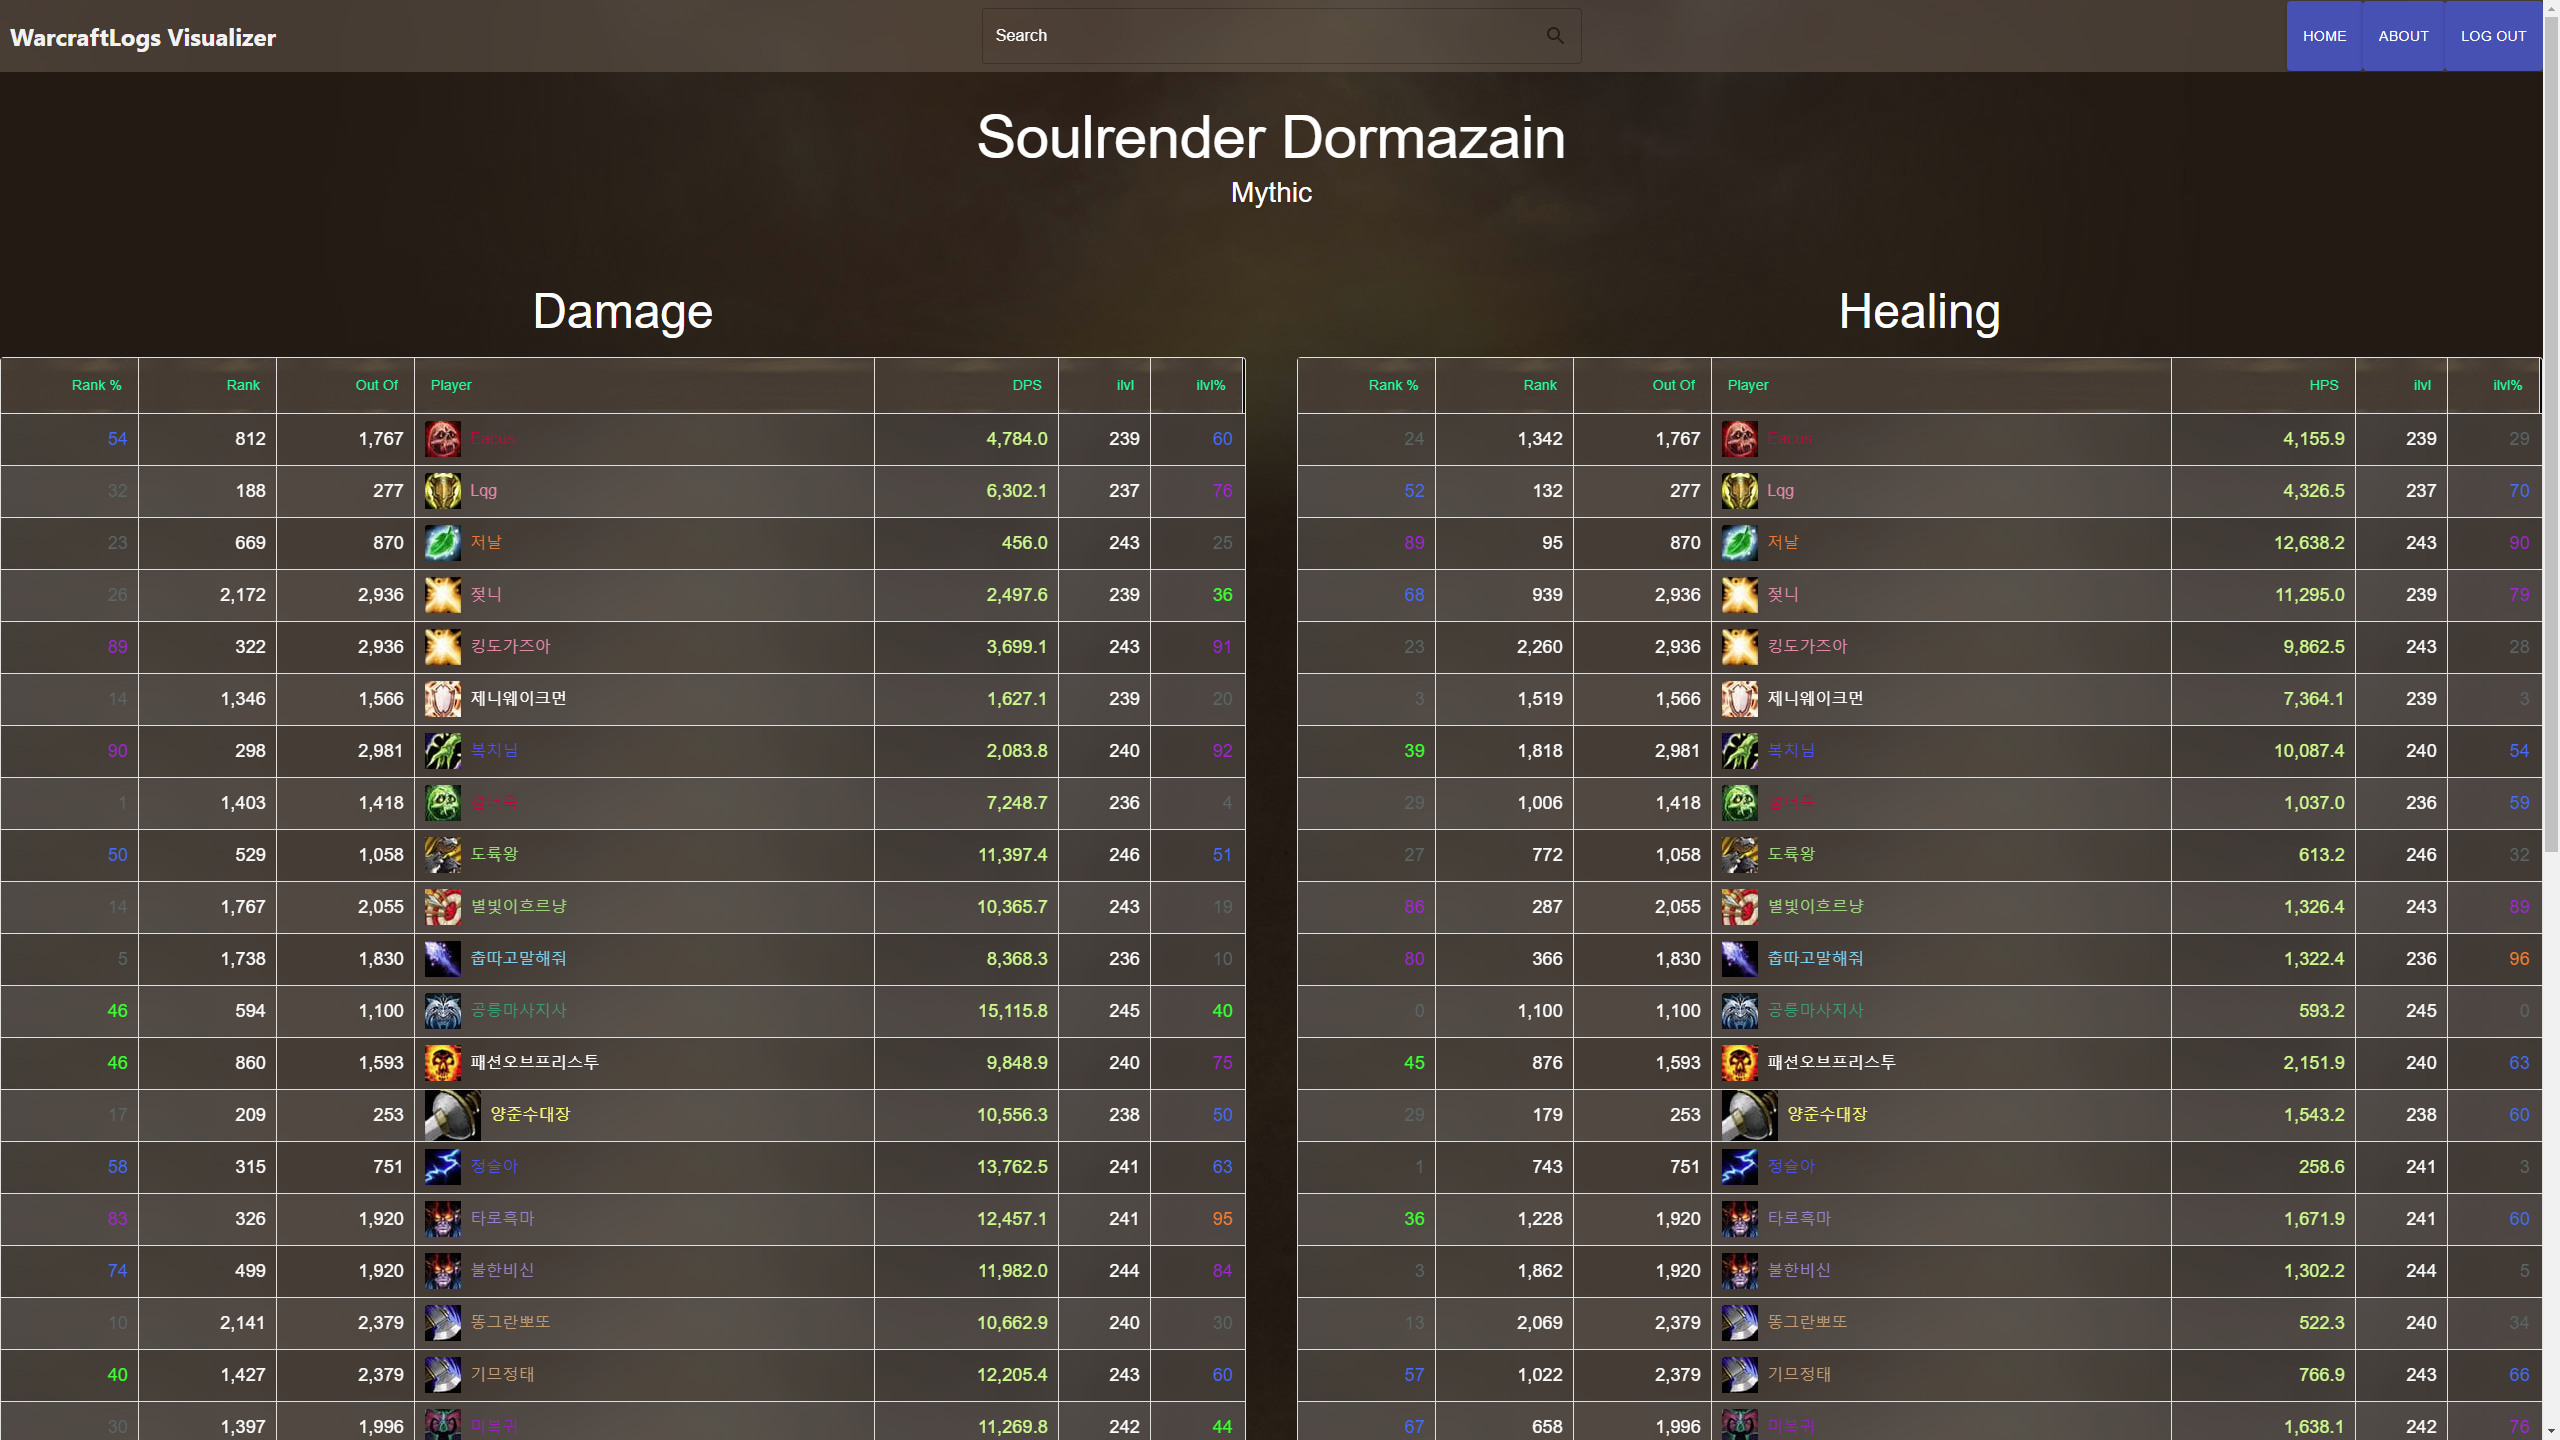 WarcraftLogs Visualizer
Search
HOME ABOUT LOG OUT
Soulrender Dormazain
Mythic
Damage
Rank % Rank Out Of Player DPS ilvl ilvl%
54 812 1,767 Eacus 4,784.0 239 60
32 188 277 Lqg 6,302.1 237 76
23 669 870 저날 456.0 243 25
26 2,172 2,936 젖니 2,497.6 239 36
89 322 2,936 킹도가즈아 3,699.1 243 91
14 1,346 1,566 제니웨이크먼 1,627.1 239 20
90 298 2,981 복치님 2,083.8 240 92
1 1,403 1,418 7,248.7 236 4
50 529 1,058 도륙왕 11,397.4 246 51
14 1,767 2,055 별빛이흐르냥 10,365.7 243 19
5 1,738 1,830 춥따고말해줘 8,368.3 236 10
46 594 1,100 공릉마사지사 15,115.8 245 40
46 860 1,593 패션오브프리스투 9,848.9 240 75
17 209 253 양준수대장 10,556.3 238 50
58 315 751 정슬아 13,762.5 241 63
83 326 1,920 타로흑마 12,457.1 241 95
74 499 1,920 불한비신 11,982.0 244 84
10 2,141 2,379 똥그란뽀또 10,662.9 240 30
40 1,427 2,379 기므정태 12,205.4 243 60
30 1,397 1,996 미복귀 11,269.8 242 44
Healing
Rank % Rank Out Of Player HPS ilvl ilvl%
24 1,342 1,767 Eacus 4,155.9 239 29
52 132 277 Lqg 4,326.5 237 70
89 95 870 저날 12,638.2 243 90
68 939 2,936 젖니 11,295.0 239 79
23 2,260 2,936 킹도가즈아 9,862.5 243 28
3 1,519 1,566 제니웨이크먼 7,364.1 239 3
39 1,818 2,981 복치님 10,087.4 240 54
29 1,006 1,418 1,037.0 236 59
27 772 1,058 도륙왕 613.2 246 32
86 287 2,055 별빛이흐르냥 1,326.4 243 89
80 366 1,830 춥따고말해줘 1,322.4 236 96
0 1,100 1,100 공릉마사지사 593.2 245 0
45 876 1,593 패션오브프리스투 2,151.9 240 63
29 179 253 양준수대장 1,543.2 238 60
1 743 751 정슬아 258.6 241 3
36 1,228 1,920 타로흑마 1,671.9 241 60
3 1,862 1,920 불한비신 1,302.2 244 5
13 2,069 2,379 똥그란뽀또 522.3 240 34
57 1,022 2,379 기므정태 766.9 243 66
67 658 1,996 미복귀 1,638.1 242 76